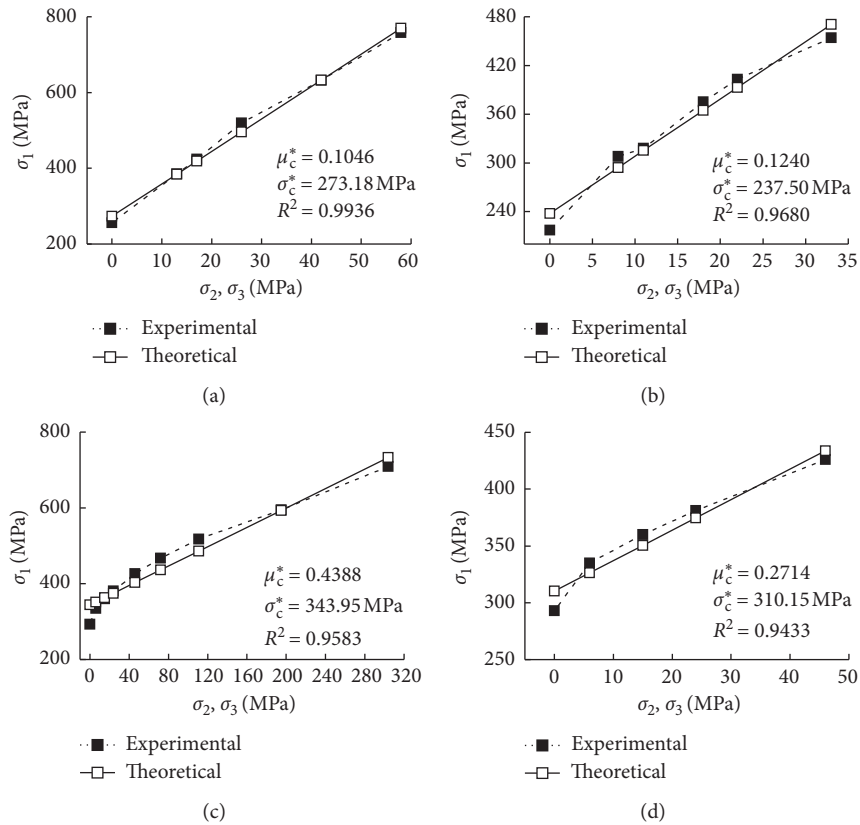 800
600
400
200
σ1 (MPa)
μc* = 0.1046
σc* = 273.18 MPa
R2 = 0.9936
0 10 20 30 40 50 60
σ2, σ3 (MPa)
Experimental
Theoretical
(a)
480
420
360
300
240
σ1 (MPa)
μc* = 0.1240
σc* = 237.50 MPa
R2 = 0.9680
0 5 10 15 20 25 30 35
σ2, σ3 (MPa)
Experimental
Theoretical
(b)
800
600
400
200
σ1 (MPa)
μc* = 0.4388
σc* = 343.95 MPa
R2 = 0.9583
0 40 80 120 160 200 240 280 320
σ2, σ3 (MPa)
Experimental
Theoretical
(c)
450
400
350
300
250
σ1 (MPa)
μc* = 0.2714
σc* = 310.15 MPa
R2 = 0.9433
0 10 20 30 40 50
σ2, σ3 (MPa)
Experimental
Theoretical
(d)